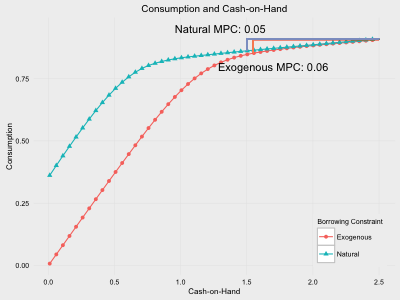 Consumption and Cash-on-Hand
Natural MPC: 0.05
Exogenous MPC: 0.06
Consumption
0.75
0.50
0.25
0.00
Borrowing Constraint
Exogenous
Natural
0.0 0.5 1.0 1.5 2.0 2.5
Cash-on-Hand